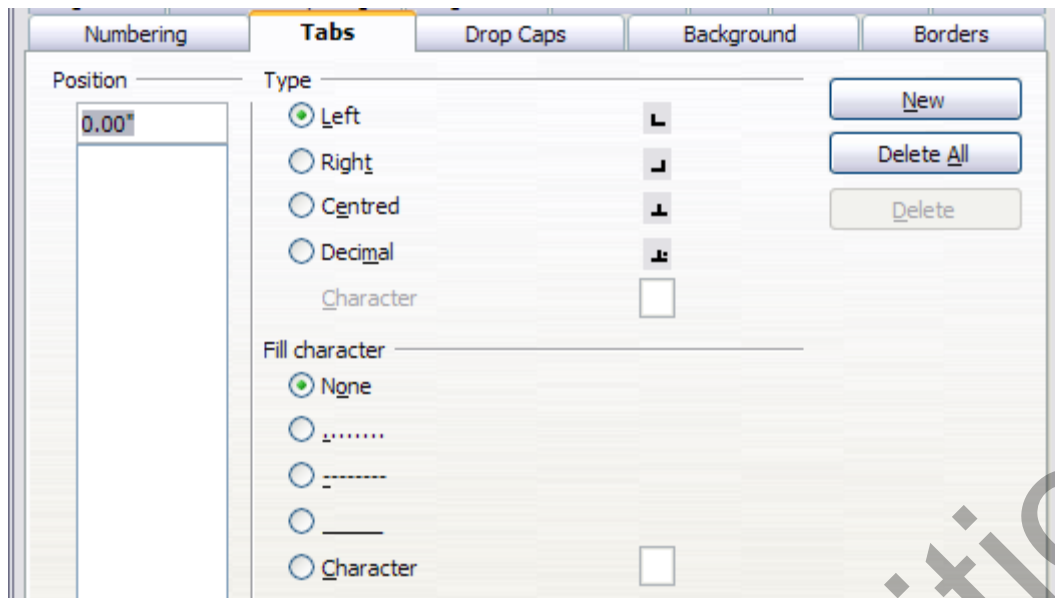 Numbering Tabs Drop Caps Background Borders
Position Type
0.00"
Left
Right
Centred
Decimal
Character
New
Delete All
Delete
Fill character
None
........
--------
______
Character